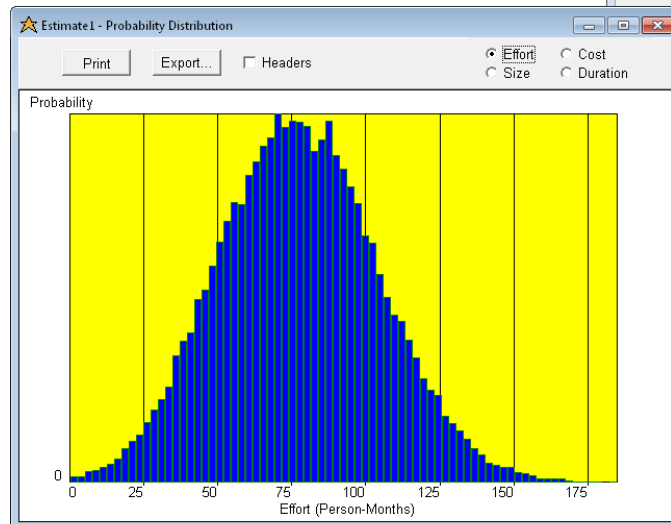 Estimate1 - Probability Distribution
Print Export... Headers Effort Cost
Size Duration
Probability
0
0 25 50 75 100 125 150 175
Effort (Person-Months)